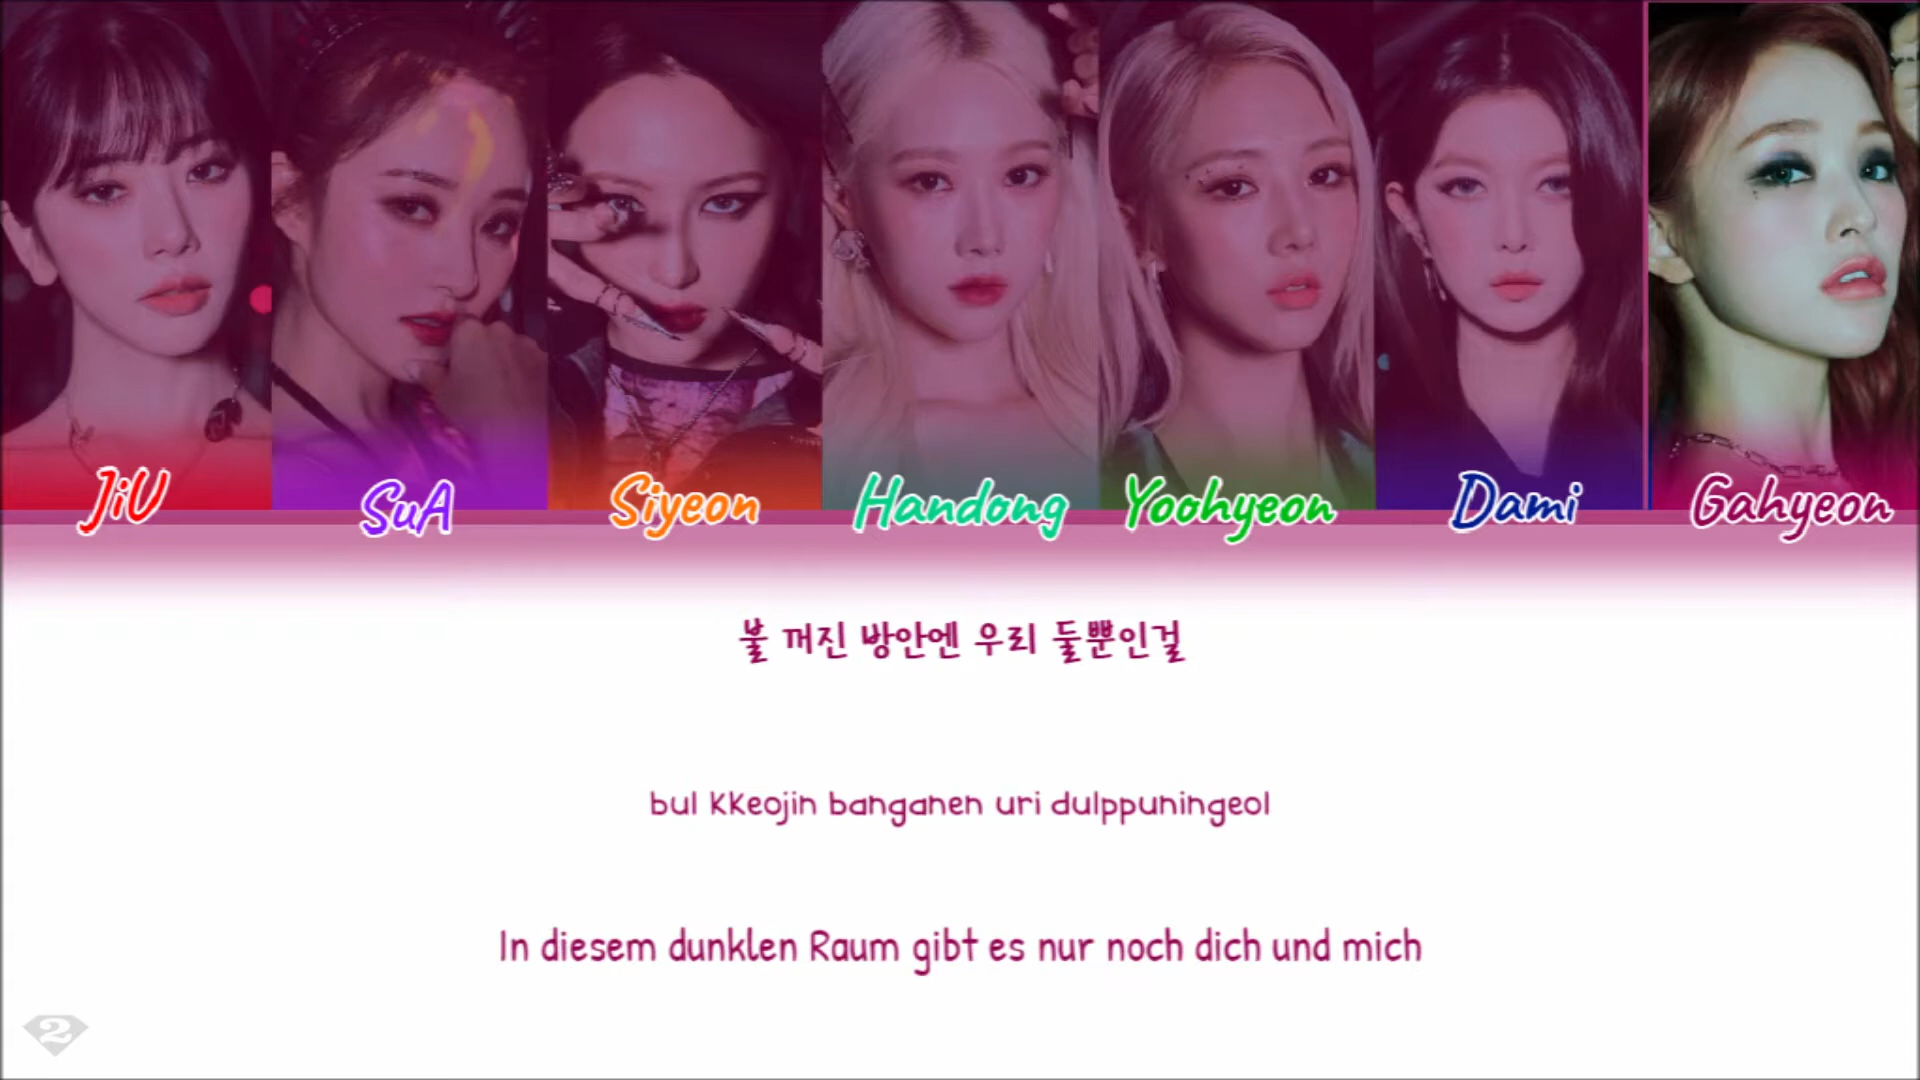 JiU
SuA
Siyeon
Handong
Yoohyeon
Dami
Gahyeon
불 꺼진 방안엔 우리 둘뿐인걸
bul kkeojin banganen uri dulppuningeol
In diesem dunklen Raum gibt es nur noch dich und mich
2